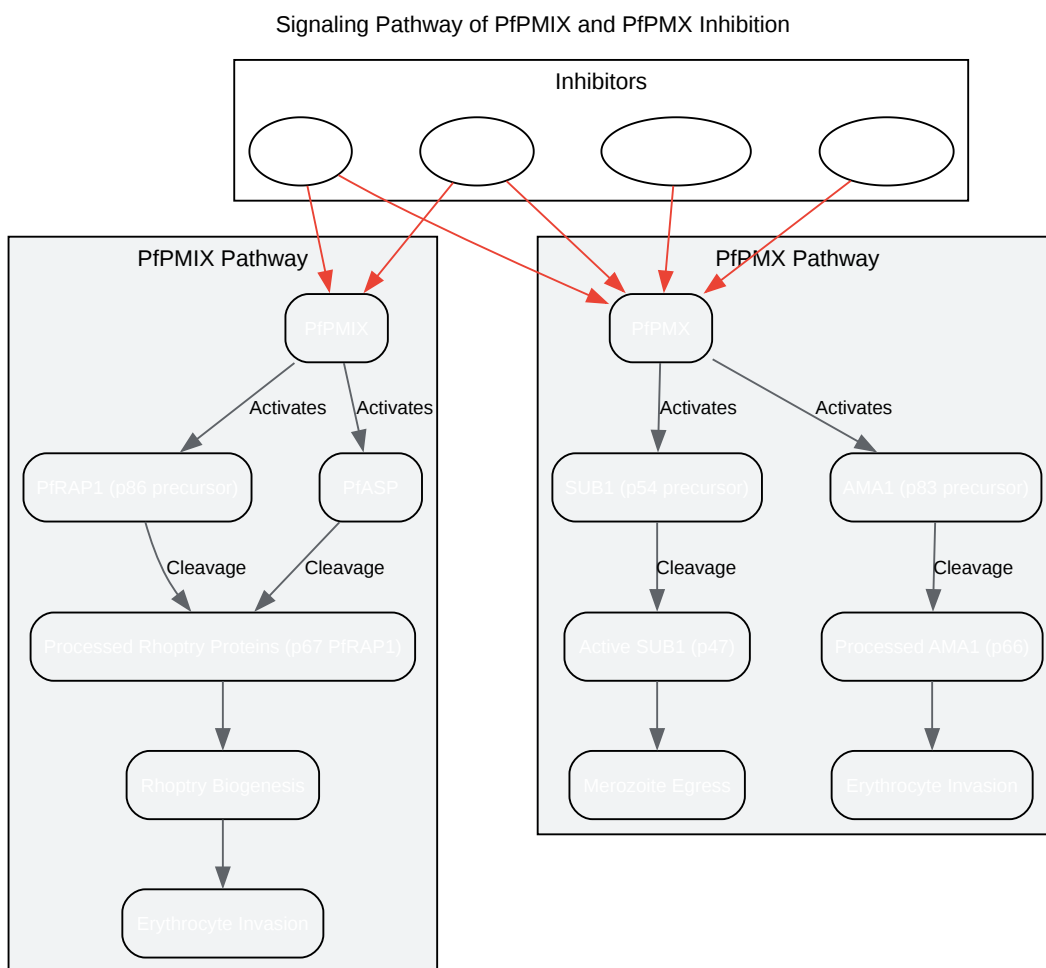 Signaling Pathway of PfPMIX and PfPMX Inhibition
Inhibitors
PfPMIX Pathway
PfPMX Pathway
PfPMIX
PfPMX
Activates
Activates
Activates
Activates
PfRAP1 (p86 precursor)
PfASP
SUB1 (p54 precursor)
AMA1 (p83 precursor)
Cleavage
Cleavage
Cleavage
Cleavage
Processed Rhoptry Proteins (p67 PfRAP1)
Active SUB1 (p47)
Processed AMA1 (p66)
Rhoptry Biogenesis
Merozoite Egress
Erythrocyte Invasion
Erythrocyte Invasion